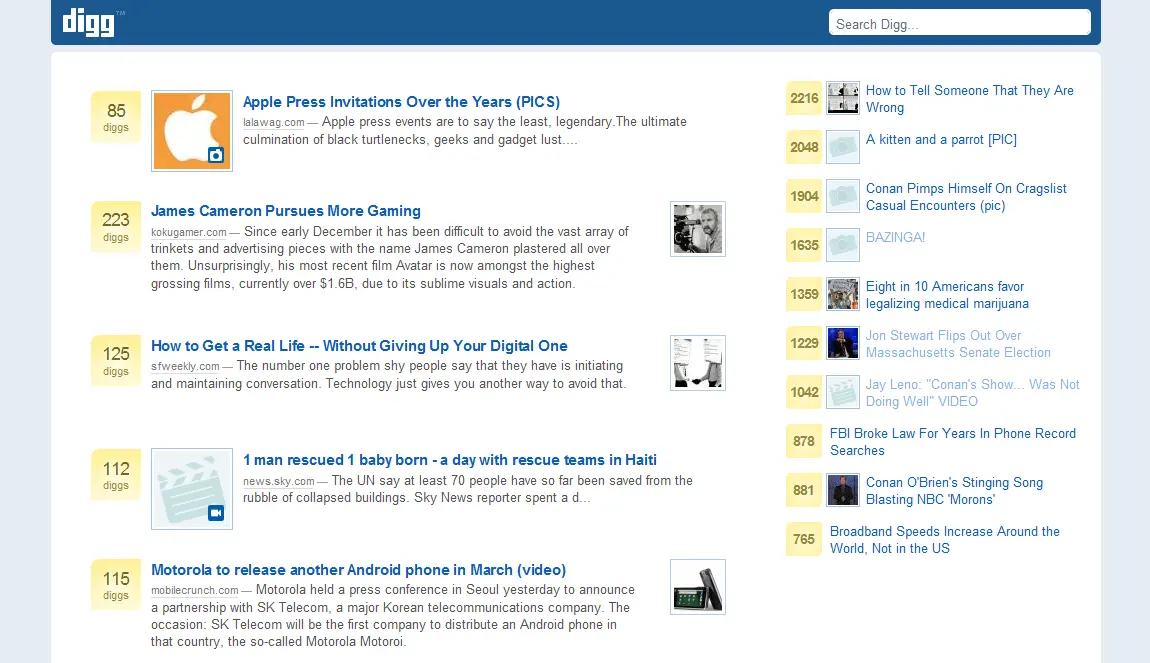 digg™
Search Digg...
85
diggs
Apple Press Invitations Over the Years (PICS)
lalawag.com — Apple press events are to say the least, legendary.The ultimate
culmination of black turtlenecks, geeks and gadget lust....
223
diggs
James Cameron Pursues More Gaming
kokugamer.com — Since early December it has been difficult to avoid the vast array of
trinkets and advertising pieces with the name James Cameron plastered all over
them. Unsurprisingly, his most recent film Avatar is now amongst the highest
grossing films, currently over $1.6B, due to its sublime visuals and action.
125
diggs
How to Get a Real Life -- Without Giving Up Your Digital One
sfweekly.com — The number one problem shy people say that they have is initiating
and maintaining conversation. Technology just gives you another way to avoid that.
112
diggs
1 man rescued 1 baby born - a day with rescue teams in Haiti
news.sky.com — The UN say at least 70 people have so far been saved from the
rubble of collapsed buildings. Sky News reporter spent a d...
115
diggs
Motorola to release another Android phone in March (video)
mobilecrunch.com — Motorola held a press conference in Seoul yesterday to announce
a partnership with SK Telecom, a major Korean telecommunications company. The
occasion: SK Telecom will be the first company to distribute an Android phone in
that country, the so-called Motorola Motoroi.
2216
How to Tell Someone That They Are
Wrong
2048
A kitten and a parrot [PIC]
1904
Conan Pimps Himself On Cragslist
Casual Encounters (pic)
1635
BAZINGA!
1359
Eight in 10 Americans favor
legalizing medical marijuana
1229
Jon Stewart Flips Out Over
Massachusetts Senate Election
1042
Jay Leno: "Conan's Show... Was Not
Doing Well" VIDEO
878
FBI Broke Law For Years In Phone Record
Searches
881
Conan O'Brien's Stinging Song
Blasting NBC 'Morons'
765
Broadband Speeds Increase Around the
World, Not in the US